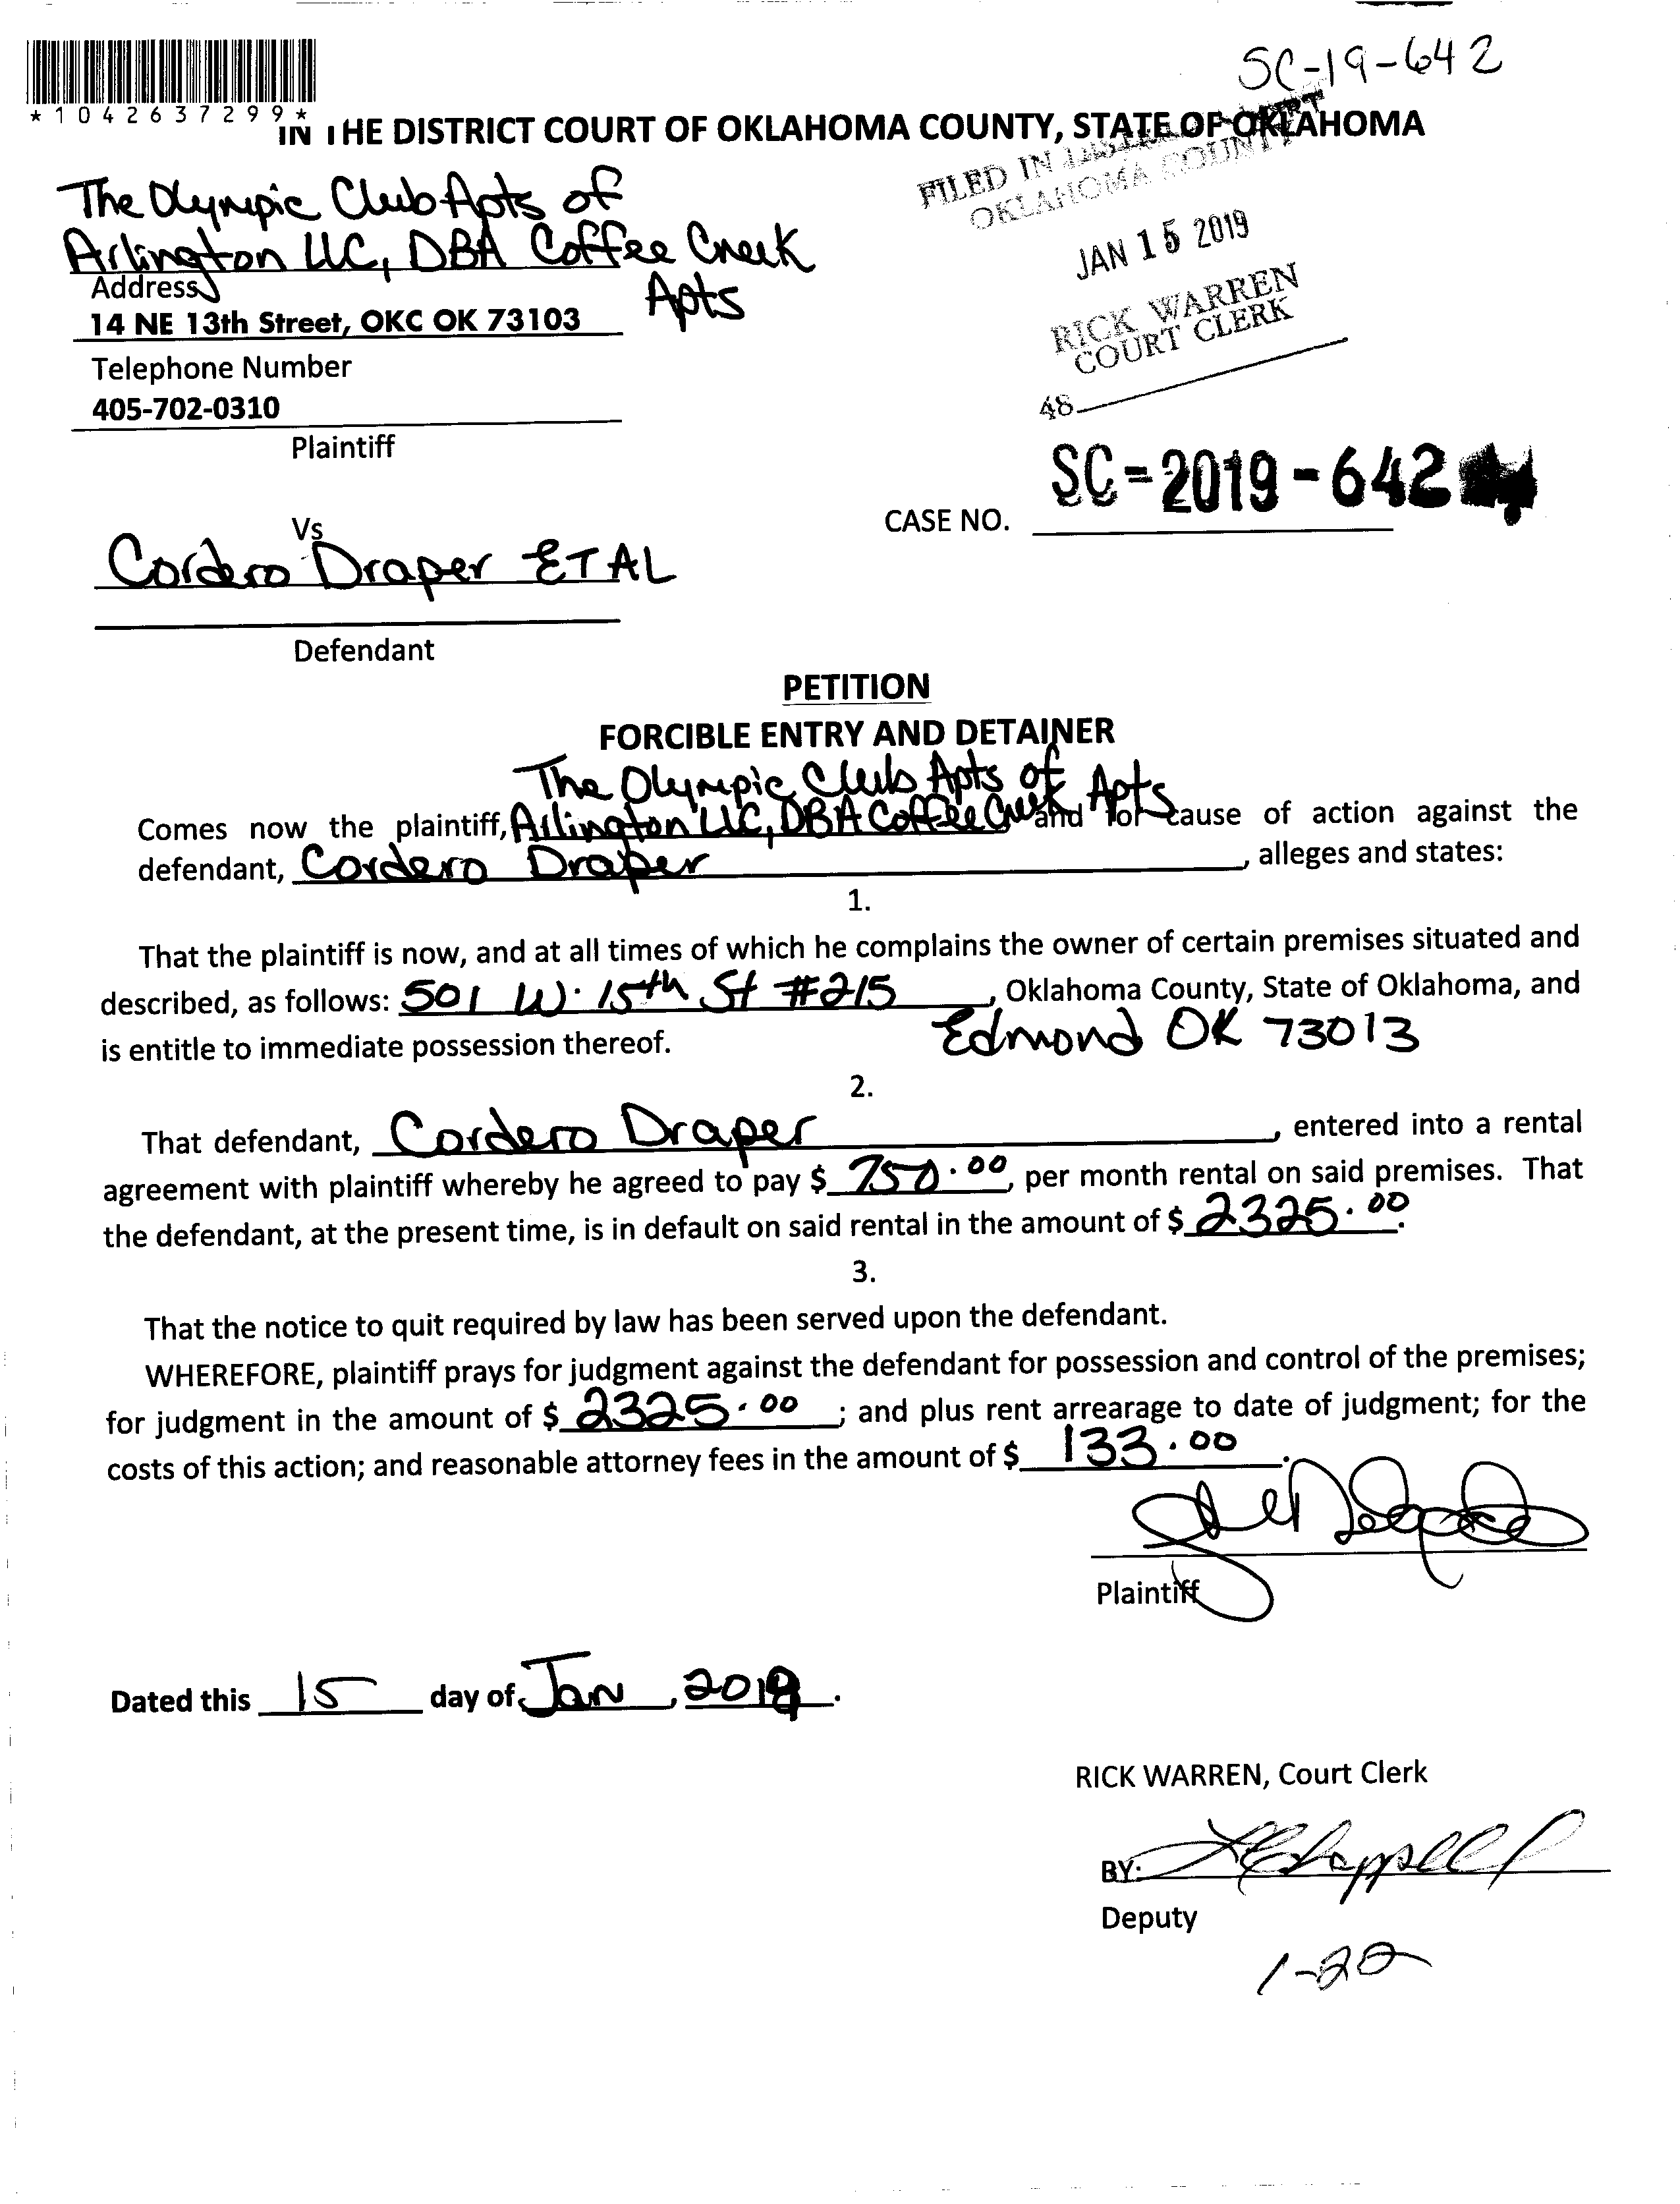 SC-19-642
*1042637299*
IN THE DISTRICT COURT OF OKLAHOMA COUNTY, STATE OF OKLAHOMA
FILED IN DISTRICT COURT
OKLAHOMA COUNTY
The Olympic Club Apts of
Arlington LLC, DBA Coffee Creek
Apts
JAN 15 2019
Address
14 NE 13th Street, OKC OK 73103
RICK WARREN
COURT CLERK
Telephone Number
48
405-702-0310
Plaintiff
SC-2019-642
CASE NO.
Vs
Cordero Draper ETAL
Defendant
PETITION
FORCIBLE ENTRY AND DETAINER
The Olympic Club Apts of
Comes now the plaintiff, Arlington LLC, DBA Coffee Creek Apts and for cause of action against the
defendant, Cordero Draper, alleges and states:
1.
That the plaintiff is now, and at all times of which he complains the owner of certain premises situated and
described, as follows: 501 W. 15th St #215, Oklahoma County, State of Oklahoma, and
is entitle to immediate possession thereof. Edmond OK 73013
2.
That defendant, Cordero Draper, entered into a rental
agreement with plaintiff whereby he agreed to pay $ 750.00, per month rental on said premises. That
the defendant, at the present time, is in default on said rental in the amount of $ 2325.00.
3.
That the notice to quit required by law has been served upon the defendant.
WHEREFORE, plaintiff prays for judgment against the defendant for possession and control of the premises;
for judgment in the amount of $ 2325.00 ; and plus rent arrearage to date of judgment; for the
costs of this action; and reasonable attorney fees in the amount of $ 133.00.
Plaintiff
Dated this 15 day of Jan, 2019.
RICK WARREN, Court Clerk
BY:
Deputy
1-22